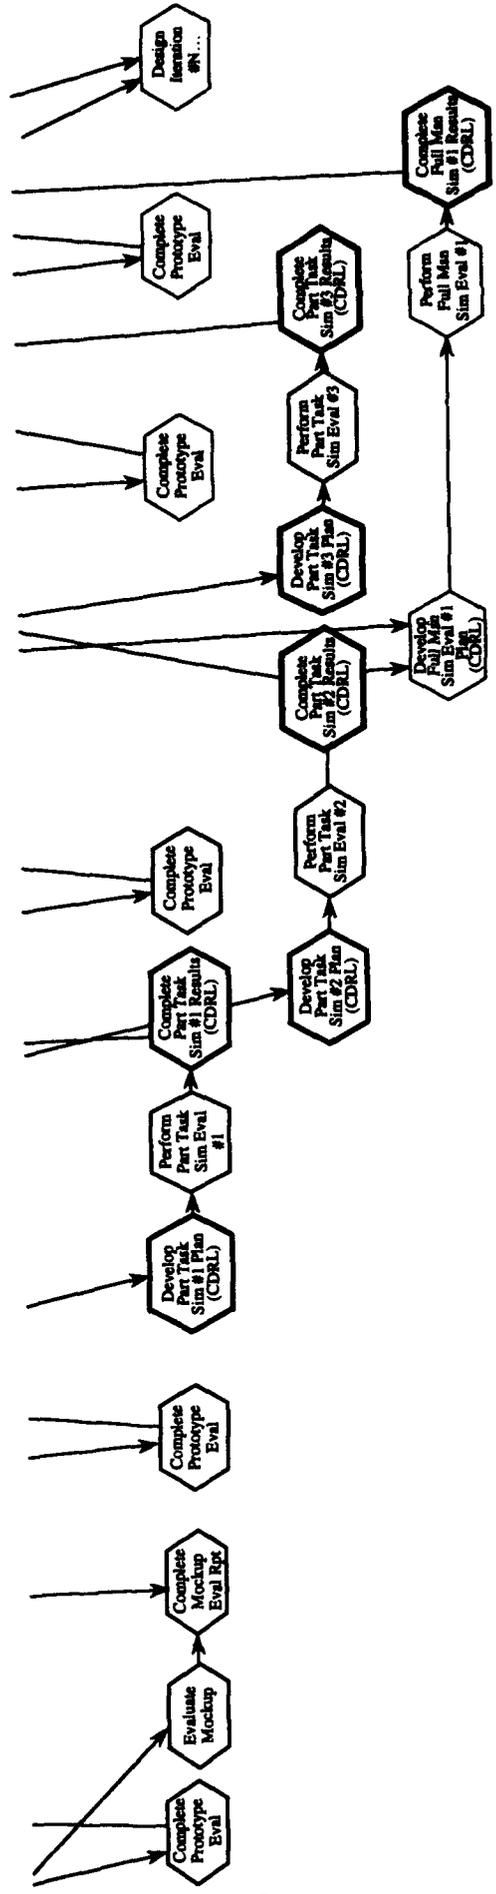 Complete
Prototype
Eval
Evaluate
Mockup
Complete
Mockup
Eval Rpt
Complete
Prototype
Eval
Develop
Part Task
Sim #1 Plan
(CDRL)
Perform
Part Task
Sim Eval
#1
Complete
Part Task
Sim #1 Results
(CDRL)
Complete
Prototype
Eval
Complete
Prototype
Eval
Complete
Prototype
Eval
Design
Iteration
#N...
Develop
Part Task
Sim #2 Plan
(CDRL)
Perform
Part Task
Sim Eval #2
Complete
Part Task
Sim #2 Results
(CDRL)
Develop
Part Task
Sim #3 Plan
(CDRL)
Perform
Part Task
Sim Eval #3
Complete
Part Task
Sim #3 Results
(CDRL)
Develop
Full Msn
Sim Eval #1
Plan
(CDRL)
Perform
Full Msn
Sim Eval #1
Complete
Full Msn
Sim #1 Results
(CDRL)